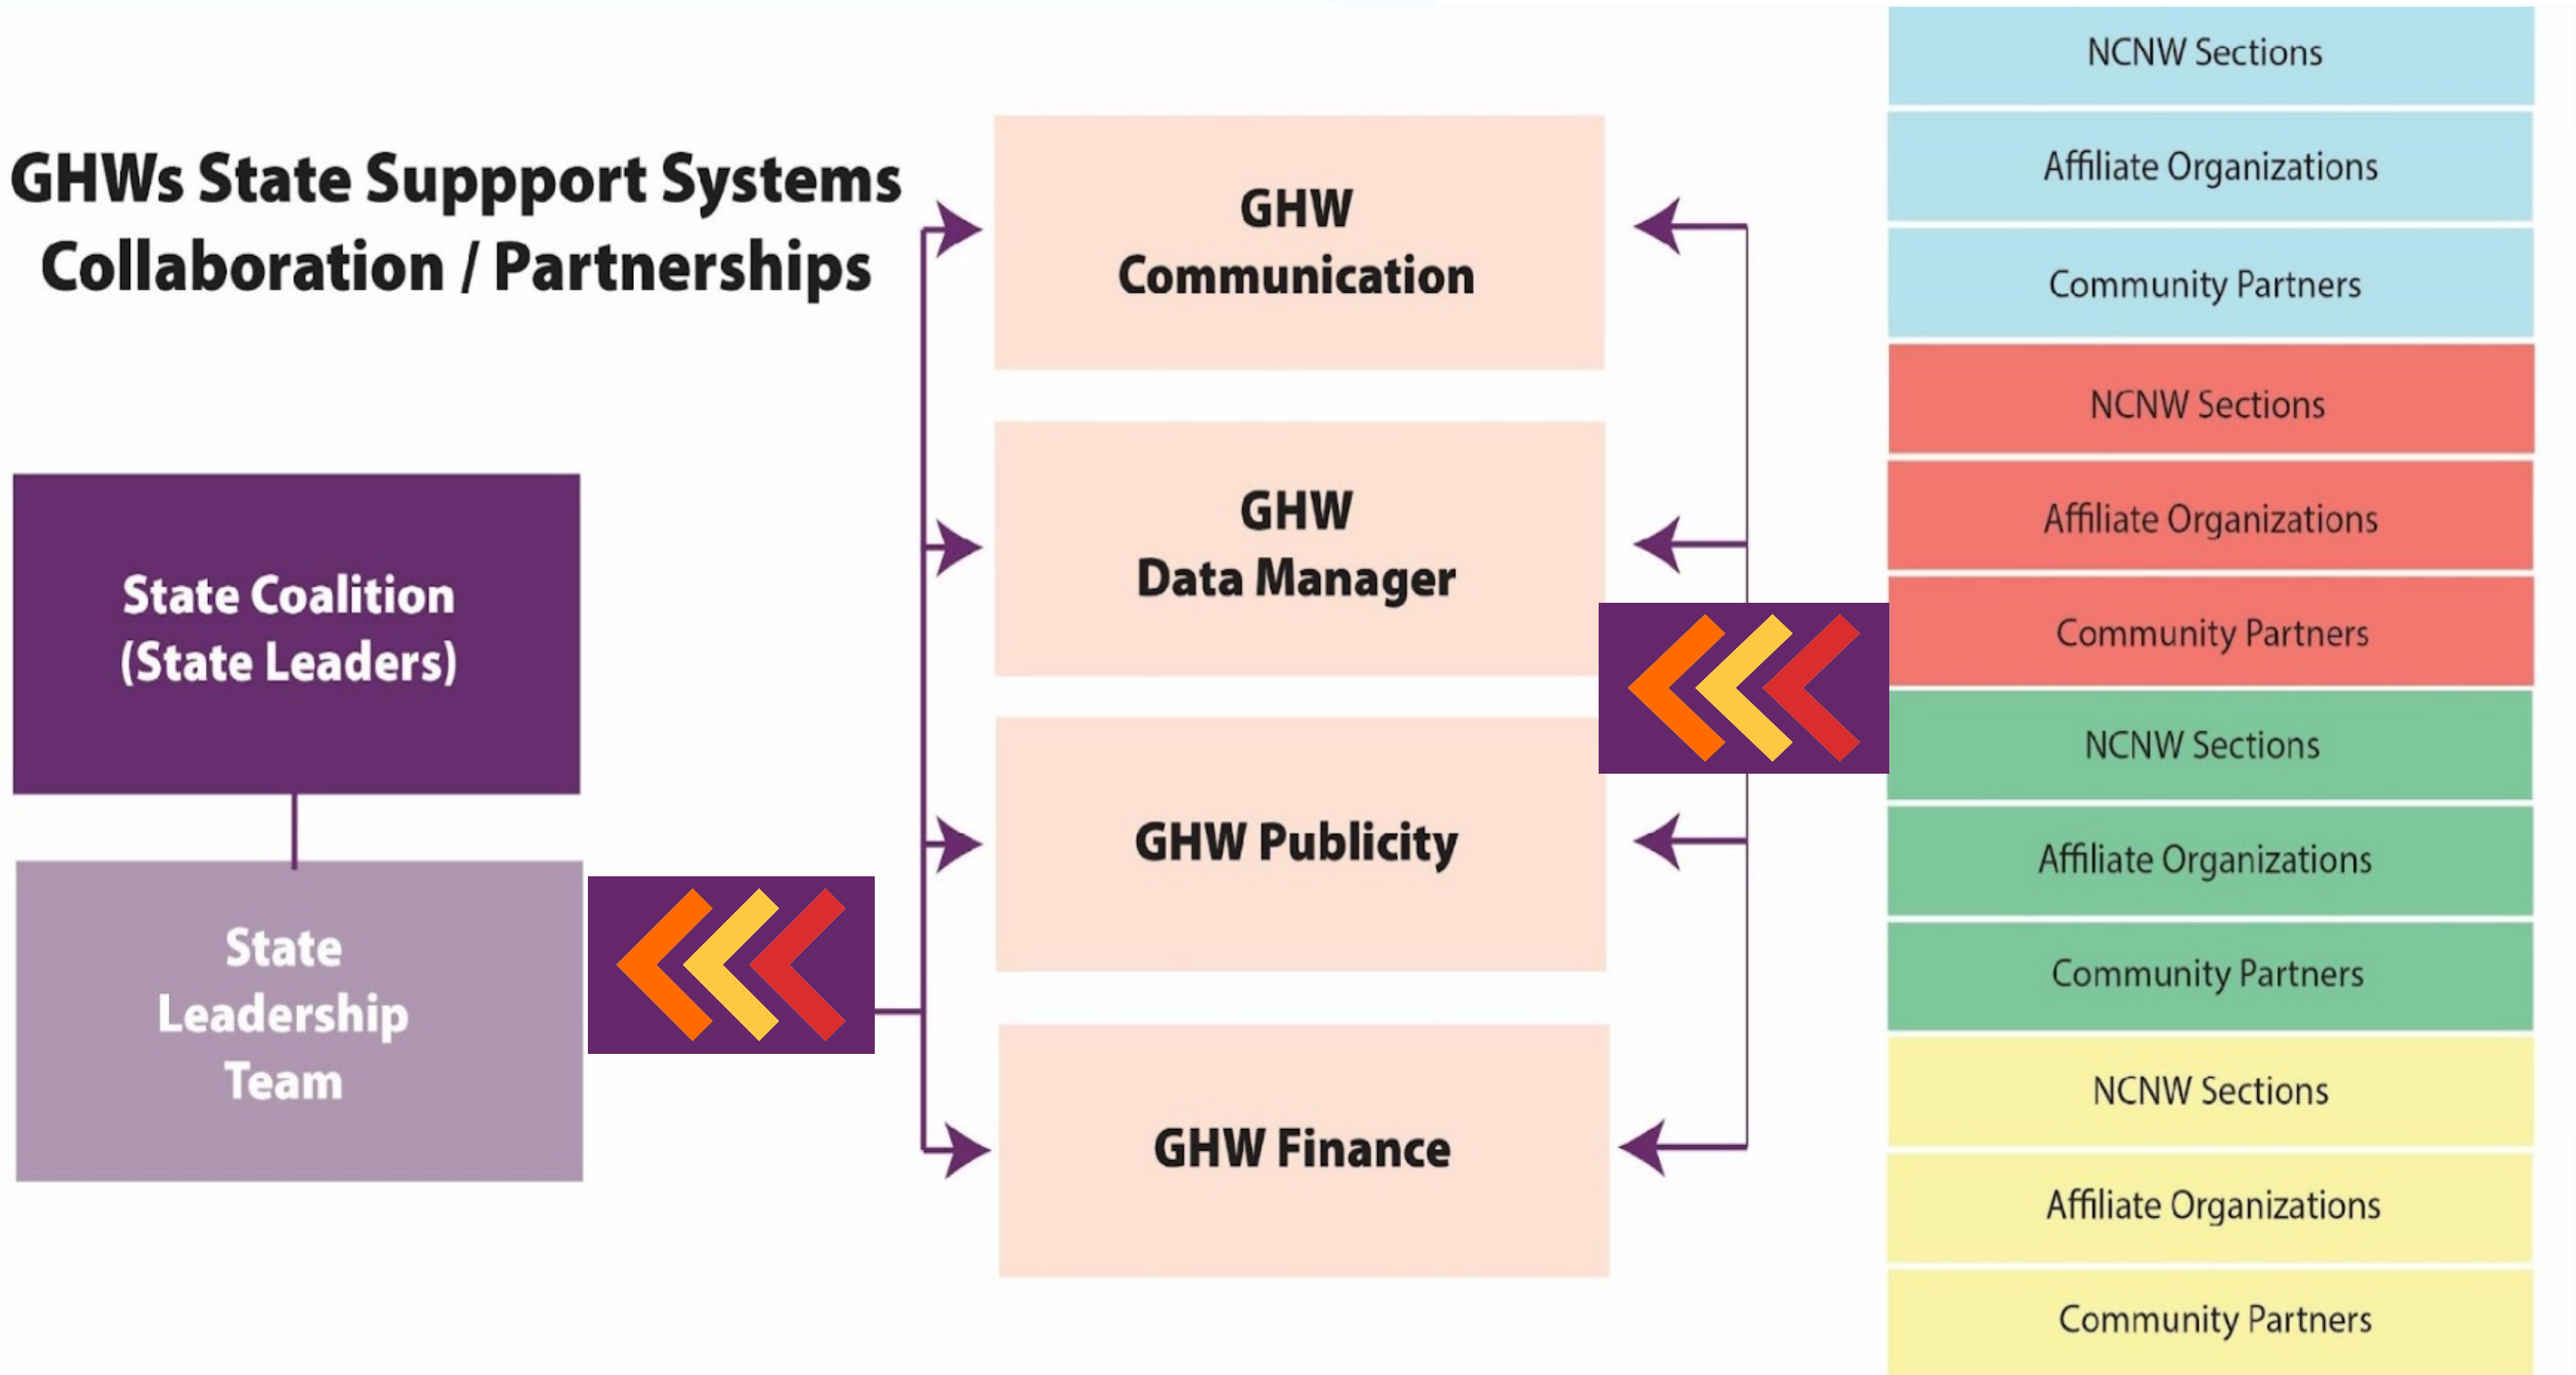 GHWs State Suppport Systems
Collaboration / Partnerships
State Coalition
(State Leaders)
State
Leadership
Team
GHW
Communication
GHW
Data Manager
GHW Publicity
GHW Finance
NCNW Sections
Affiliate Organizations
Community Partners
NCNW Sections
Affiliate Organizations
Community Partners
NCNW Sections
Affiliate Organizations
Community Partners
NCNW Sections
Affiliate Organizations
Community Partners